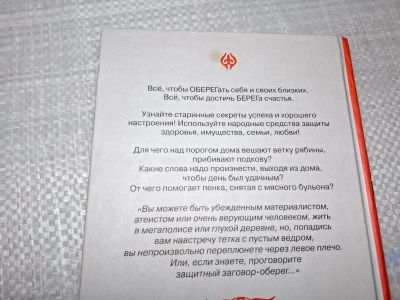 Всё, чтобы ОБЕРЕГать себя и своих близких.
Всё, чтобы достичь БЕРЕГа счастья.
Узнайте старинные секреты успеха и хорошего
настроения! Используйте народные средства защиты
здоровья, имущества, семьи, любви!
Для чего над порогом дома вешают ветку рябины,
прибивают подкову?
Какие слова надо произнести, выходя из дома,
чтобы день был удачным?
От чего помогает пенка, снятая с мясного бульона?
«Вы можете быть убежденным материалистом,
атеистом или очень верующим человеком, жить
в мегаполисе или глухой деревне, но, попадись
вам навстречу тетка с пустым ведром,
вы непроизвольно переплюнете через левое плечо.
Или, если знаете, проговорите
защитный заговор-оберег...»